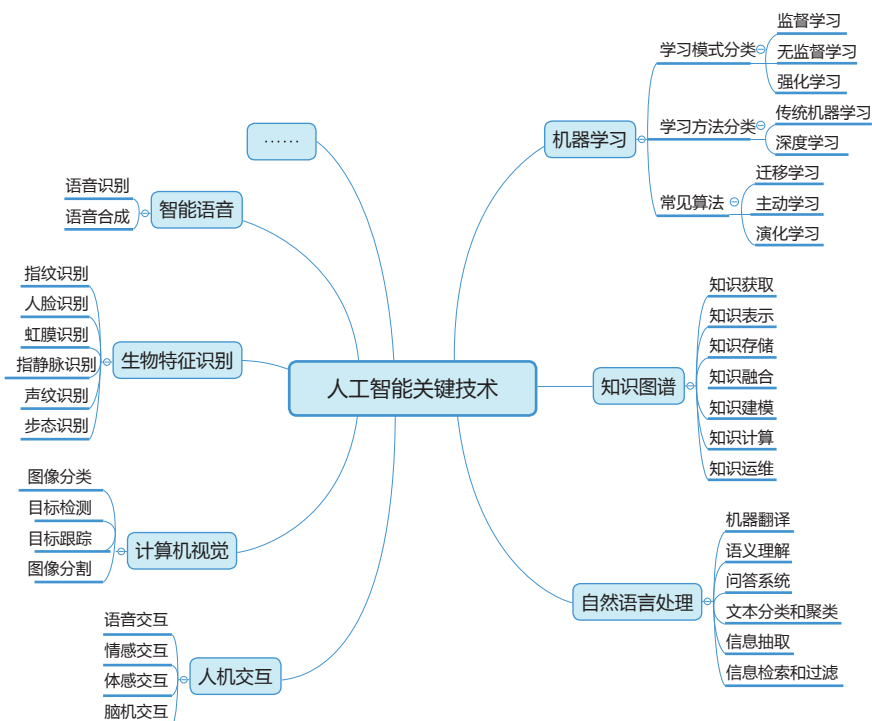 人工智能关键技术
机器学习
学习模式分类
监督学习
无监督学习
强化学习
学习方法分类
传统机器学习
深度学习
常见算法
迁移学习
主动学习
演化学习
知识图谱
知识获取
知识表示
知识存储
知识融合
知识建模
知识计算
知识运维
自然语言处理
机器翻译
语义理解
问答系统
文本分类和聚类
信息抽取
信息检索和过滤
人机交互
语音交互
情感交互
体感交互
脑机交互
计算机视觉
图像分类
目标检测
目标跟踪
图像分割
生物特征识别
指纹识别
人脸识别
虹膜识别
指静脉识别
声纹识别
步态识别
智能语音
语音识别
语音合成
……